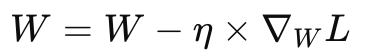 W = W − η × ∇_W L